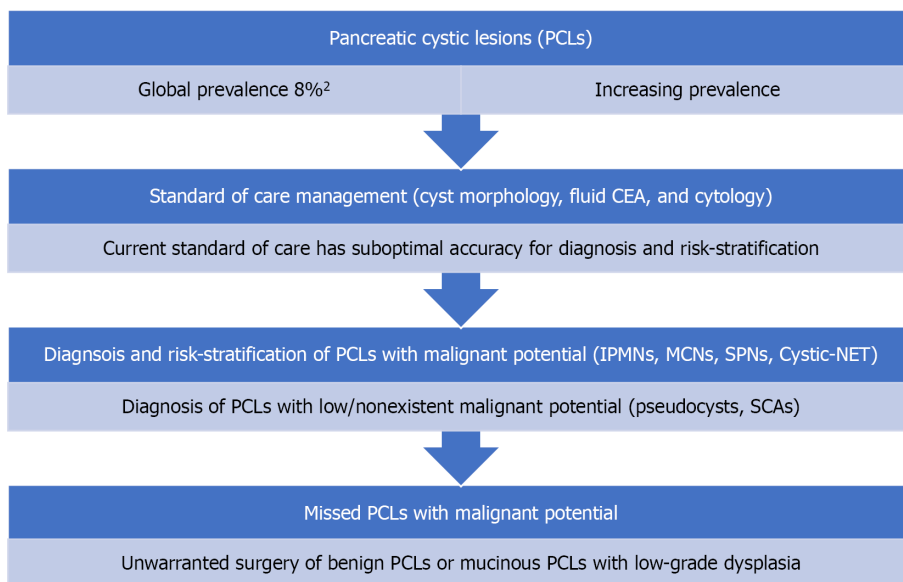 Pancreatic cystic lesions (PCLs)
Global prevalence 8%²
Increasing prevalence
Standard of care management (cyst morphology, fluid CEA, and cytology)
Current standard of care has suboptimal accuracy for diagnosis and risk-stratification
Diagnsois and risk-stratification of PCLs with malignant potential (IPMNs, MCNs, SPNs, Cystic-NET)
Diagnosis of PCLs with low/nonexistent malignant potential (pseudocysts, SCAs)
Missed PCLs with malignant potential
Unwarranted surgery of benign PCLs or mucinous PCLs with low-grade dysplasia